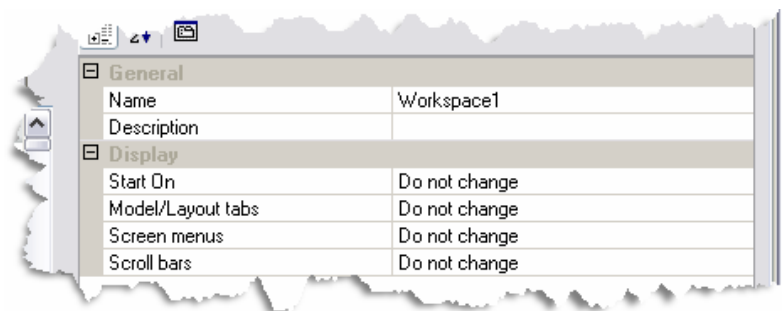 General
Name Workspace1
Description
Display
Start On Do not change
Model/Layout tabs Do not change
Screen menus Do not change
Scroll bars Do not change